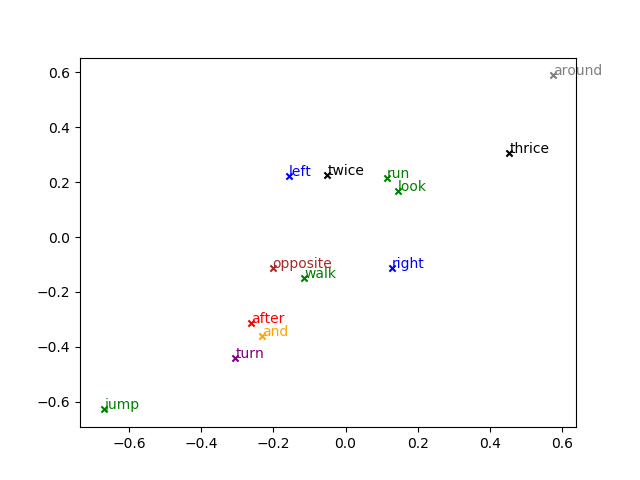 around
0.6
0.4
thrice
left
twice
run
look
0.2
0.0
opposite
walk
right
−0.2
after
and
turn
−0.4
jump
−0.6
−0.6
−0.4
−0.2
0.0
0.2
0.4
0.6